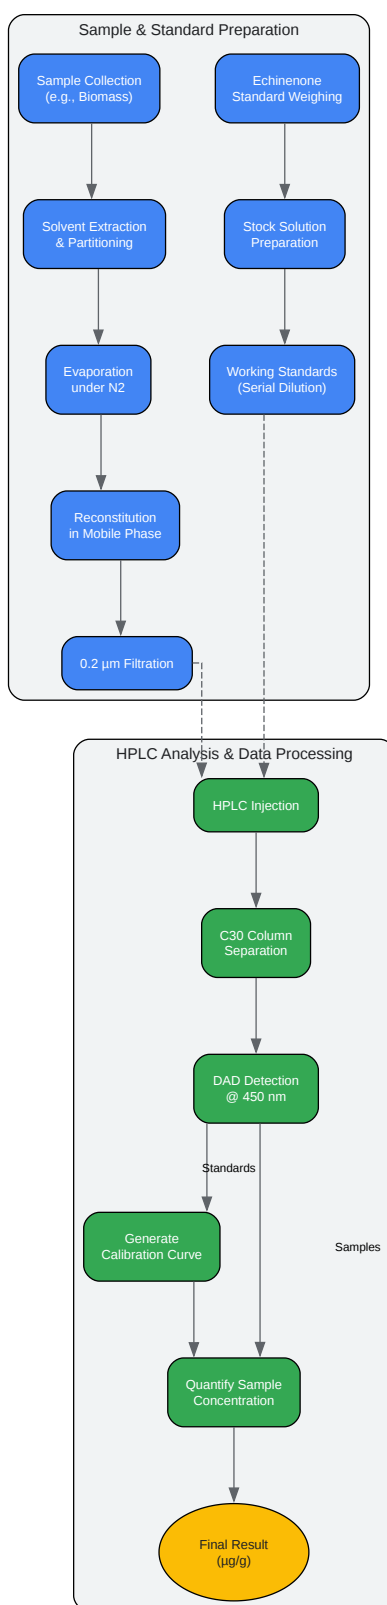 Sample & Standard Preparation
Sample Collection
(e.g., Biomass)
Echinenone
Standard Weighing
Solvent Extraction
& Partitioning
Stock Solution
Preparation
Evaporation
under N2
Working Standards
(Serial Dilution)
Reconstitution
in Mobile Phase
0.2 µm Filtration
HPLC Analysis & Data Processing
HPLC Injection
C30 Column
Separation
DAD Detection
@ 450 nm
Standards
Generate
Calibration Curve
Samples
Quantify Sample
Concentration
Final Result
(µg/g)